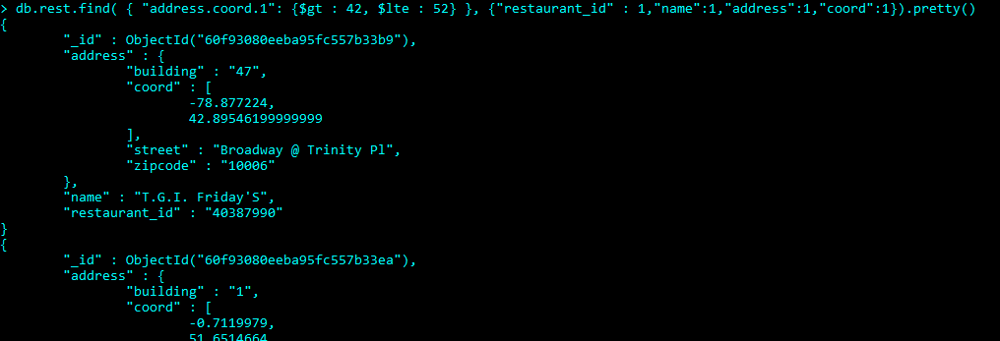 > db.rest.find( { "address.coord.1": {$gt : 42, $lte : 52} }, {"restaurant_id" : 1,"name":1,"address":1,"coord":1}).pretty()
{
"_id" : ObjectId("60f93080eeba95fc557b33b9"),
"address" : {
"building" : "47",
"coord" : [
-78.877224,
42.89546199999999
],
"street" : "Broadway @ Trinity Pl",
"zipcode" : "10006"
},
"name" : "T.G.I. Friday'S",
"restaurant_id" : "40387990"
}
{
"_id" : ObjectId("60f93080eeba95fc557b33ea"),
"address" : {
"building" : "1",
"coord" : [
-0.7119979,
51.6514664